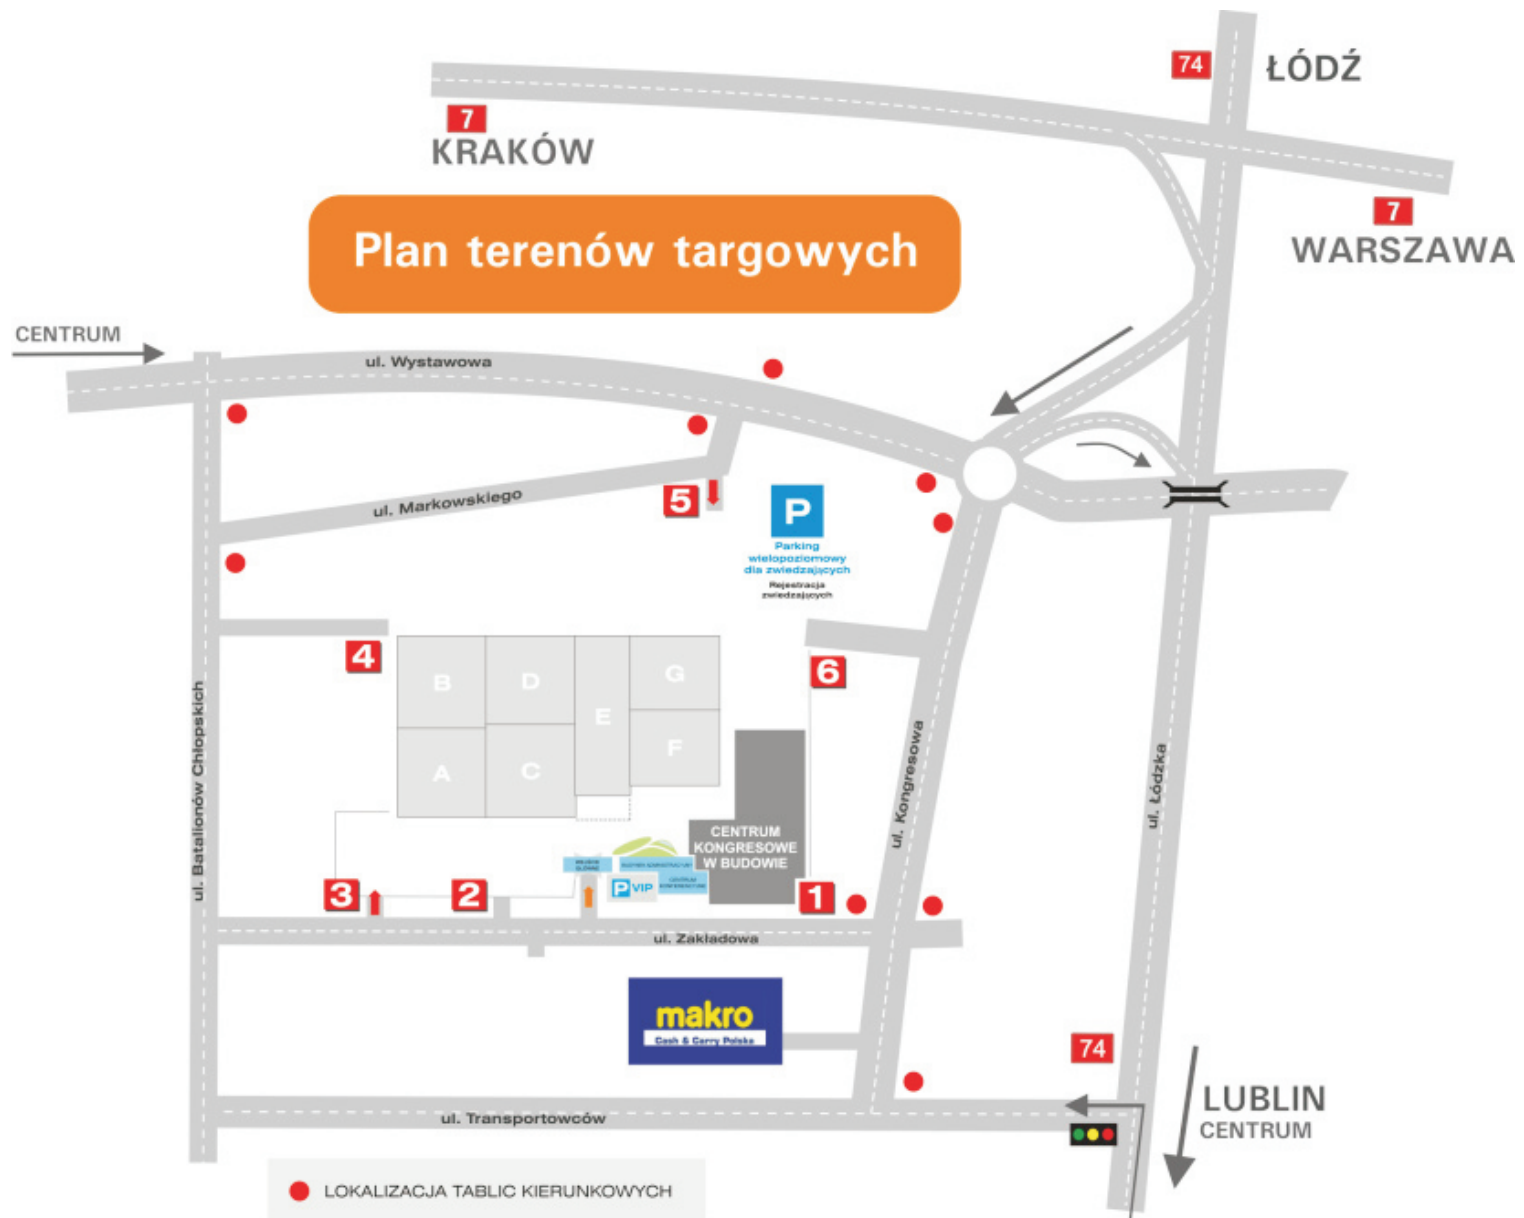 74
ŁÓDŹ
7
KRAKÓW
7
WARSZAWA
Plan terenów targowych
CENTRUM
ul. Wystawowa
ul. Markowskiego
5
P
Parking
wielopoziomowy
dla zwiedzających
Rejestracja
zwiedzających
4
6
B
D
E
G
A
C
F
ul. Batalionów Chłopskich
ul. Kongresowa
ul. Łódzka
CENTRUM
KONGRESOWE
W BUDOWIE
3
2
P VIP
CENTRUM
1
ul. Zakładowa
makro
Cash & Carry Polska
74
LUBLIN
CENTRUM
ul. Transportowców
LOKALIZACJA TABLIC KIERUNKOWYCH